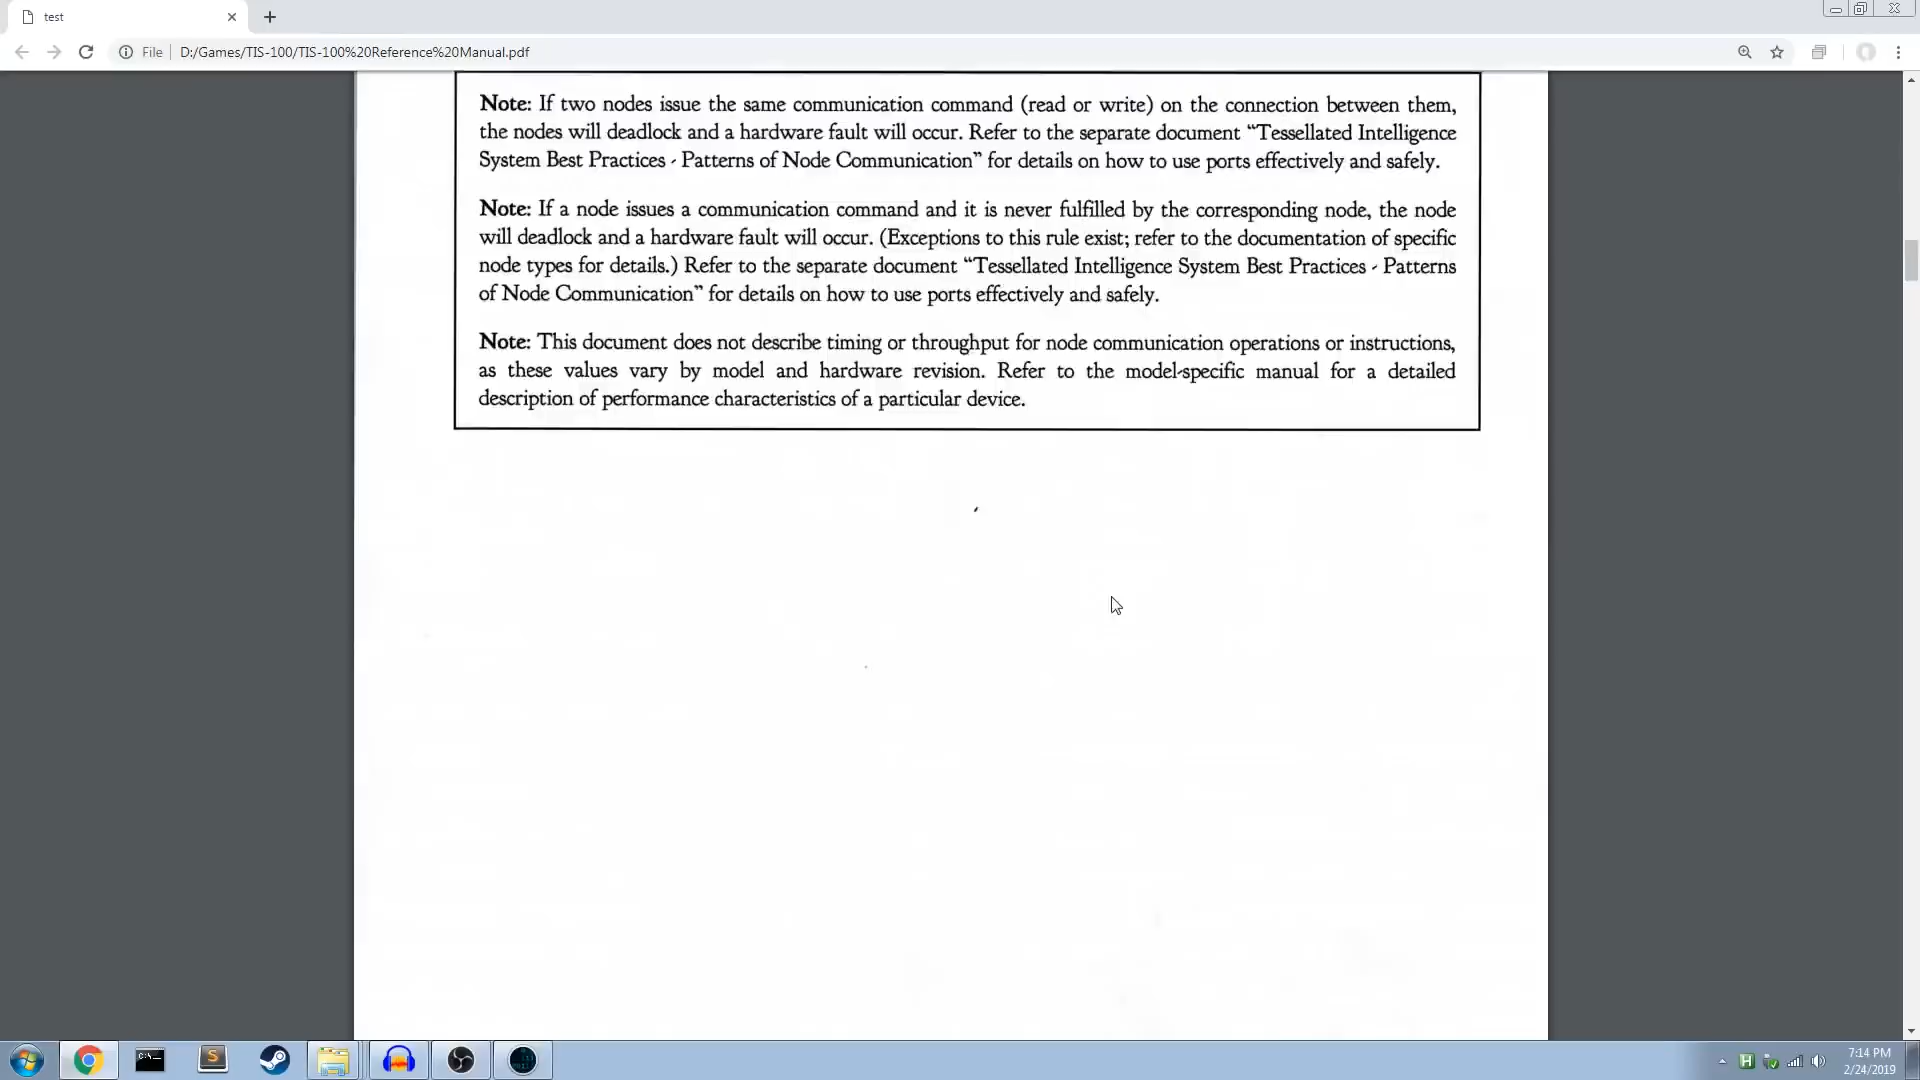 test
File
D:/Games/TIS-100/TIS-100%20Reference%20Manual.pdf
Note: If two nodes issue the same communication command (read or write) on the connection between them,
the nodes will deadlock and a hardware fault will occur. Refer to the separate document “Tessellated Intelligence
System Best Practices - Patterns of Node Communication” for details on how to use ports effectively and safely.
Note: If a node issues a communication command and it is never fulfilled by the corresponding node, the node
will deadlock and a hardware fault will occur. (Exceptions to this rule exist; refer to the documentation of specific
node types for details.) Refer to the separate document “Tessellated Intelligence System Best Practices - Patterns
of Node Communication” for details on how to use ports effectively and safely.
Note: This document does not describe timing or throughput for node communication operations or instructions,
as these values vary by model and hardware revision. Refer to the model-specific manual for a detailed
description of performance characteristics of a particular device.
7:14 PM
2/24/2019